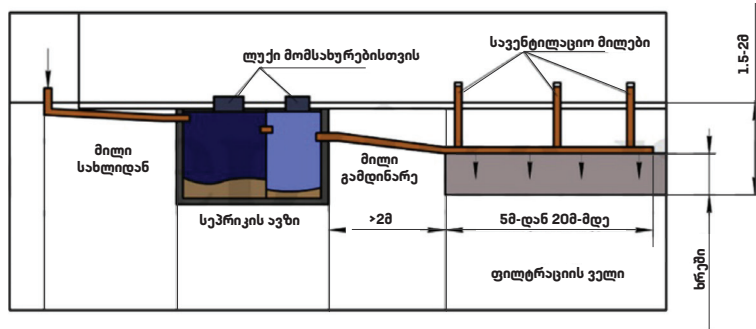 ლუქი მომსახურებისთვის
სავენტილაციო მილები
1.5-2მ
მილი
სახლიდან
მილი
გამდინარე
სეპრიკის ავზი
>2მ
5მ-დან 20მ-მდე
ხრეში
ფილტრაციის ველი